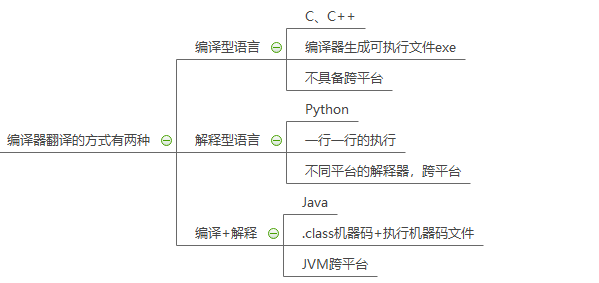 编译器翻译的方式有两种
编译型语言
C、C++
编译器生成可执行文件exe
不具备跨平台
解释型语言
Python
一行一行的执行
不同平台的解释器，跨平台
编译+解释
Java
.class机器码+执行机器码文件
JVM跨平台